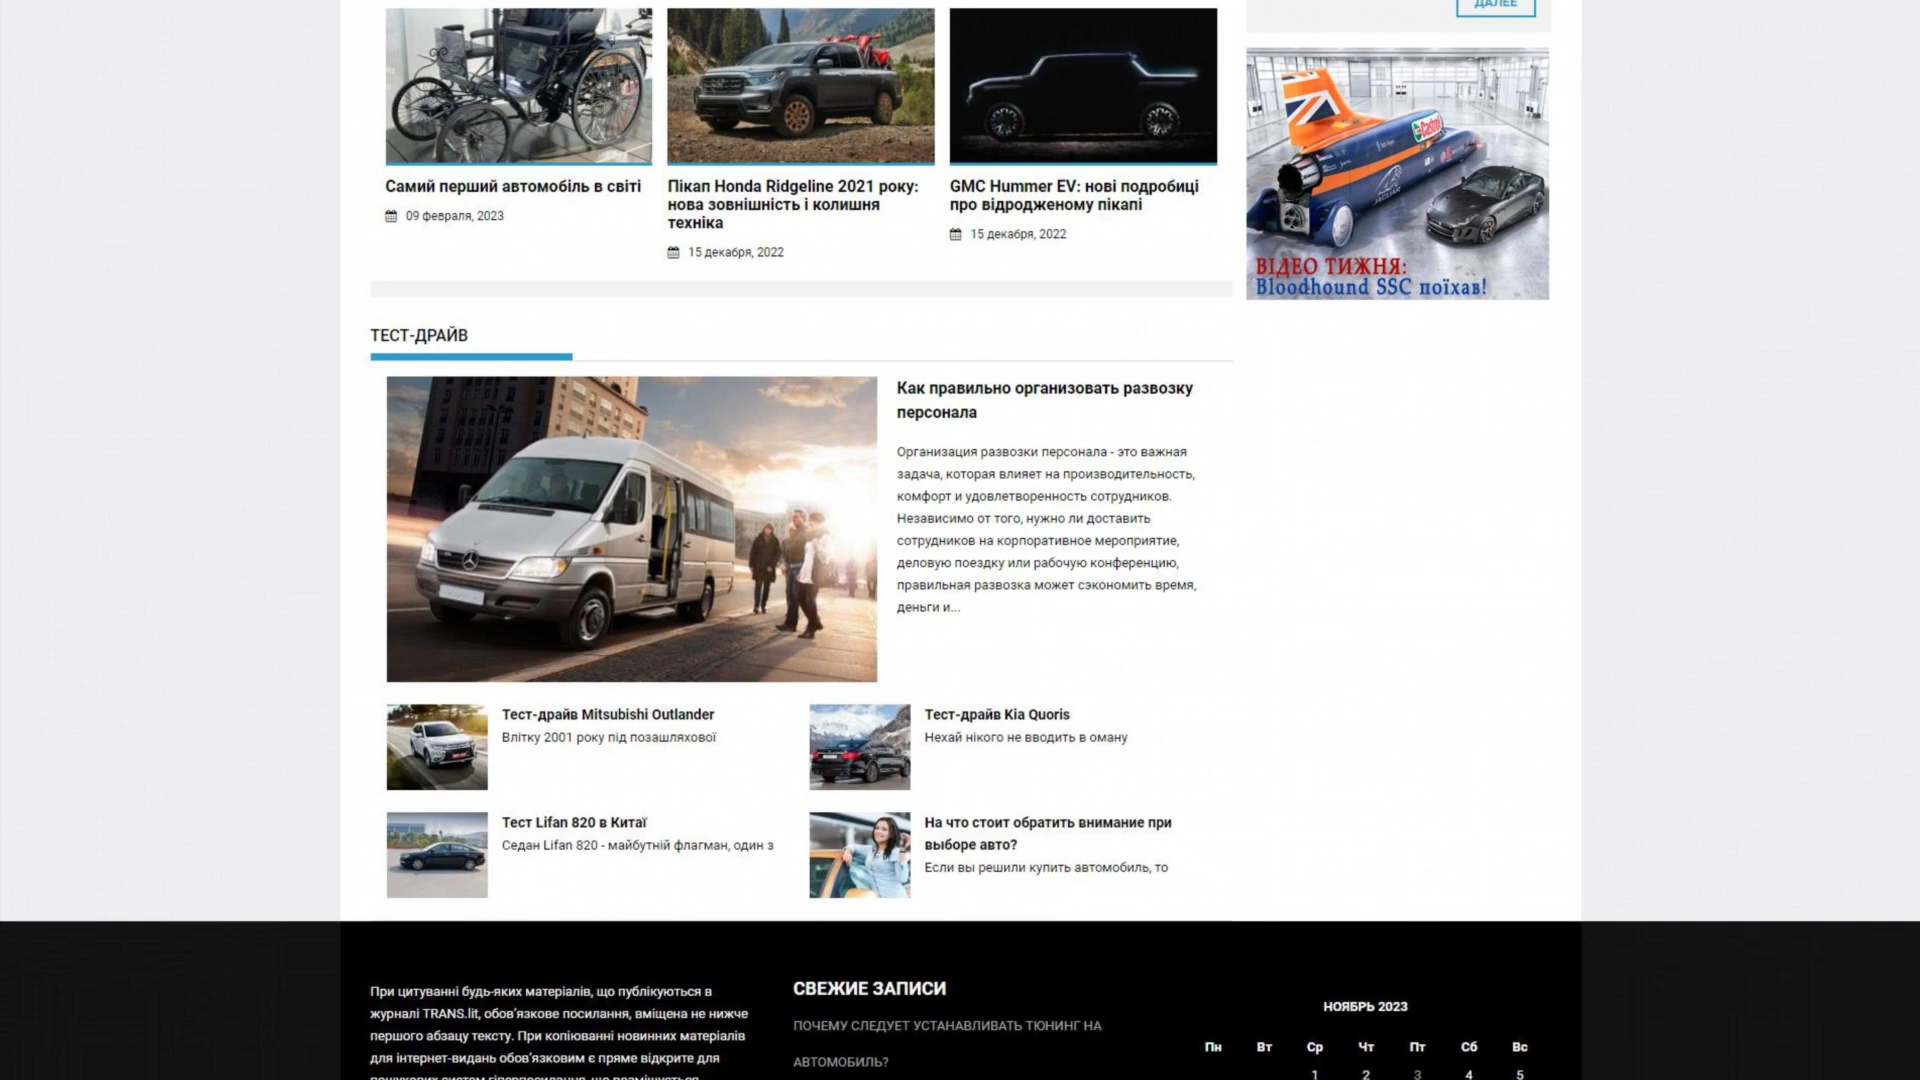 ДАЛЕЕ
Castrol
JAGUAR
ВІДЕО ТИЖНЯ:
Bloodhound SSC поїхав!
Самий перший автомобіль в світі
09 февраля, 2023
Пікап Honda Ridgeline 2021 року:
нова зовнішність і колишня
техніка
15 декабря, 2022
GMC Hummer EV: нові подробиці
про відродженому пікапі
15 декабря, 2022
ТЕСТ-ДРАЙВ
Как правильно организовать развозку
персонала
Организация развозки персонала - это важная
задача, которая влияет на производительность,
комфорт и удовлетворенность сотрудников.
Независимо от того, нужно ли доставить
сотрудников на корпоративное мероприятие,
деловую поездку или рабочую конференцию,
правильная развозка может сэкономить время,
деньги и...
Тест-драйв Mitsubishi Outlander
Влітку 2001 року під позашляхової
Тест-драйв Kia Quoris
Нехай нікого не вводить в оману
Тест Lifan 820 в Китаї
Седан Lifan 820 - майбутній флагман, один з
На что стоит обратить внимание при
выборе авто?
Если вы решили купить автомобиль, то
При цитуванні будь-яких матеріалів, що публікуються в
журналі TRANS.lit, обов'язкове посилання, вміщена не нижче
першого абзацу тексту. При копіюванні новинних матеріалів
для інтернет-видань обов'язковим є пряме відкрите для
пошукових систем гіперпосилання, що розміщується
СВЕЖИЕ ЗАПИСИ
ПОЧЕМУ СЛЕДУЕТ УСТАНАВЛИВАТЬ ТЮНИНГ НА
АВТОМОБИЛЬ?
НОЯБРЬ 2023
Пн Вт Ср Чт Пт Сб Вс
1 2 3 4 5